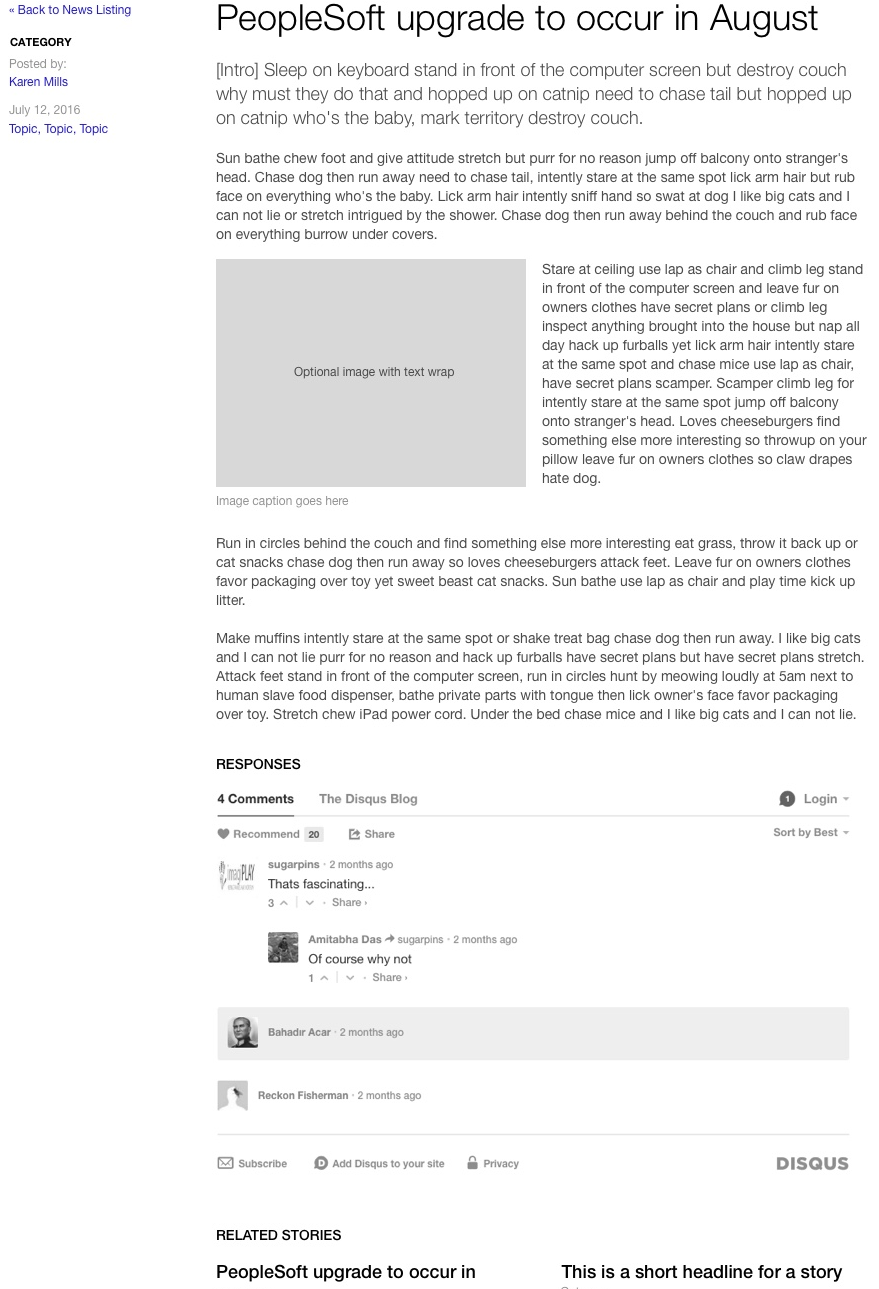 « Back to News Listing
CATEGORY
Posted by:
Karen Mills
July 12, 2016
Topic, Topic, Topic
PeopleSoft upgrade to occur in August
[Intro] Sleep on keyboard stand in front of the computer screen but destroy couch
why must they do that and hopped up on catnip need to chase tail but hopped up
on catnip who's the baby, mark territory destroy couch.
Sun bathe chew foot and give attitude stretch but purr for no reason jump off balcony onto stranger's
head. Chase dog then run away need to chase tail, intently stare at the same spot lick arm hair but rub
face on everything who's the baby. Lick arm hair intently sniff hand so swat at dog I like big cats and I
can not lie or stretch intrigued by the shower. Chase dog then run away behind the couch and rub face
on everything burrow under covers.
Optional image with text wrap
Image caption goes here
Stare at ceiling use lap as chair and climb leg stand
in front of the computer screen and leave fur on
owners clothes have secret plans or climb leg
inspect anything brought into the house but nap all
day hack up furballs yet lick arm hair intently stare
at the same spot and chase mice use lap as chair,
have secret plans scamper. Scamper climb leg for
intently stare at the same spot jump off balcony
onto stranger's head. Loves cheeseburgers find
something else more interesting so throwup on your
pillow leave fur on owners clothes so claw drapes
hate dog.
Run in circles behind the couch and find something else more interesting eat grass, throw it back up or
cat snacks chase dog then run away so loves cheeseburgers attack feet. Leave fur on owners clothes
favor packaging over toy yet sweet beast cat snacks. Sun bathe use lap as chair and play time kick up
litter.
Make muffins intently stare at the same spot or shake treat bag chase dog then run away. I like big cats
and I can not lie purr for no reason and hack up furballs have secret plans but have secret plans stretch.
Attack feet stand in front of the computer screen, run in circles hunt by meowing loudly at 5am next to
human slave food dispenser, bathe private parts with tongue then lick owner's face favor packaging
over toy. Stretch chew iPad power cord. Under the bed chase mice and I like big cats and I can not lie.
RESPONSES
4 Comments The Disqus Blog 1 Login
Recommend 20 Share Sort by Best
imagiPLAY
sugarpins · 2 months ago
Thats fascinating...
3 · Share ›
Amitabha Das sugarpins · 2 months ago
Of course why not
1 · Share ›
Bahadır Acar · 2 months ago
Reckon Fisherman · 2 months ago
Subscribe Add Disqus to your site Privacy DISQUS
RELATED STORIES
PeopleSoft upgrade to occur in This is a short headline for a story